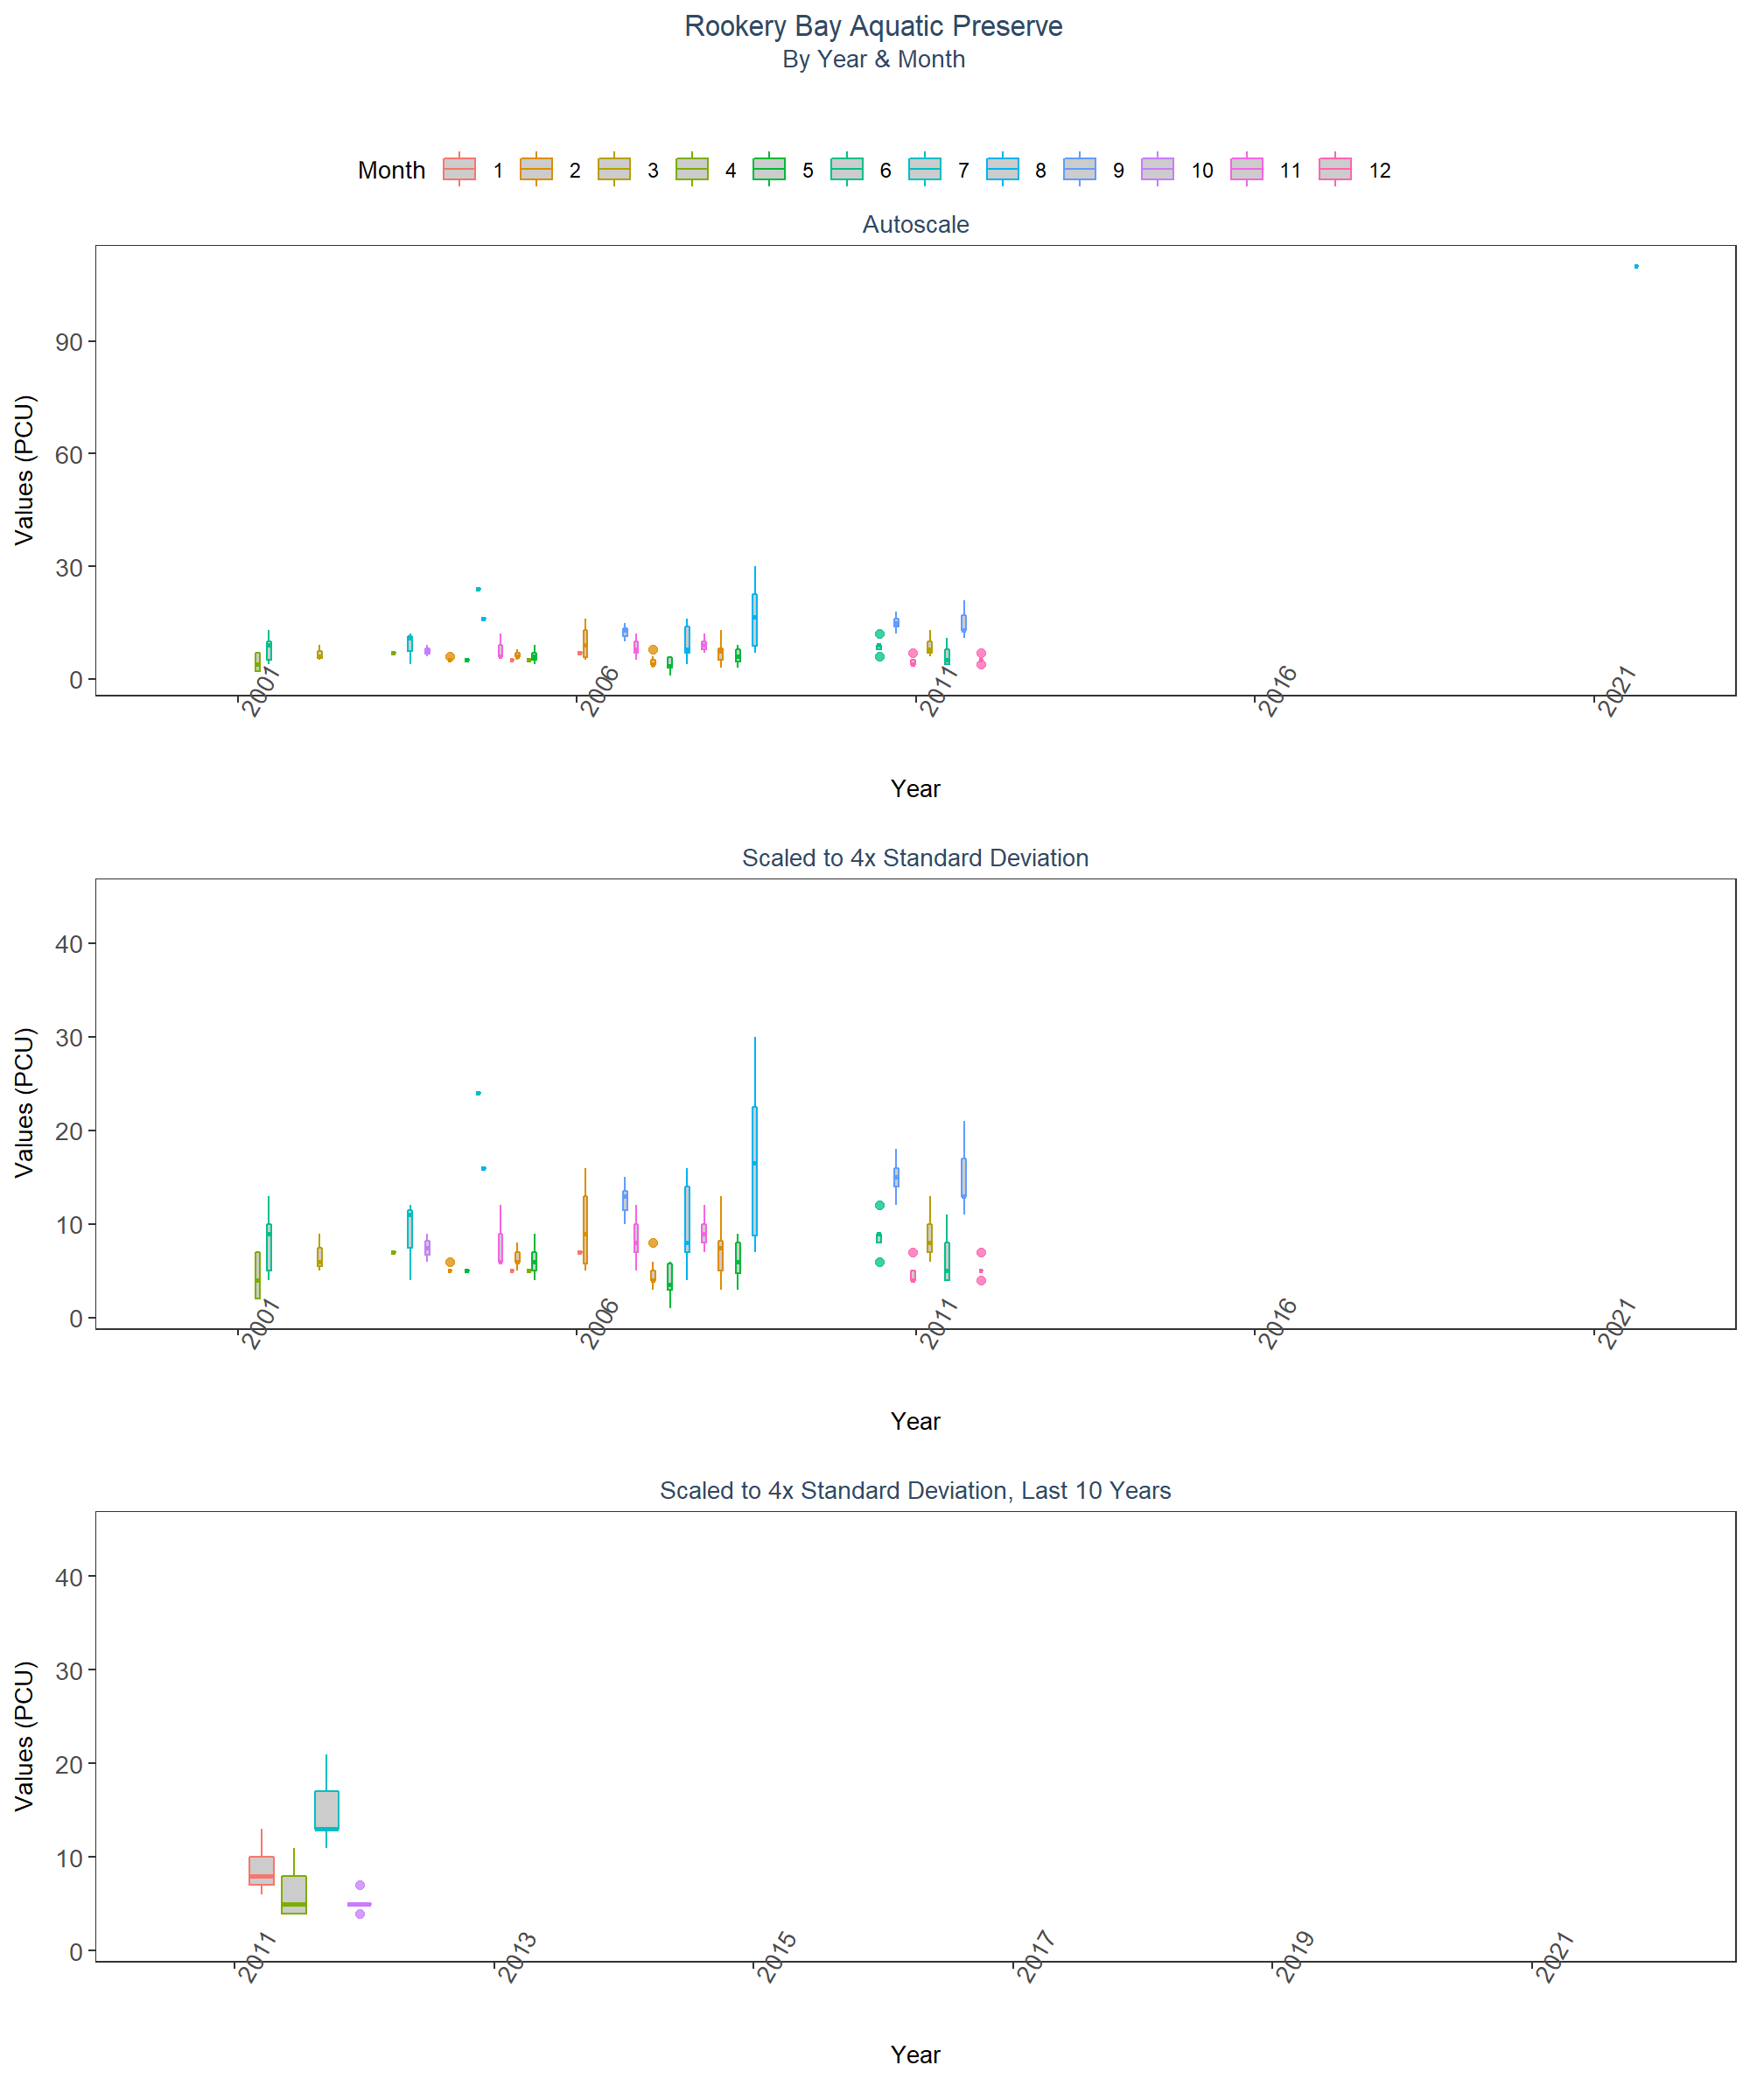 Rookery Bay Aquatic Preserve
By Year & Month
Month 1 2 3 4 5 6 7 8 9 10 11 12
Autoscale
Values (PCU)
90
60
30
0
2001 2006 2011 2016 2021
Year
Scaled to 4x Standard Deviation
Values (PCU)
40
30
20
10
0
2001 2006 2011 2016 2021
Year
Scaled to 4x Standard Deviation, Last 10 Years
Values (PCU)
40
30
20
10
0
2011 2013 2015 2017 2019 2021
Year